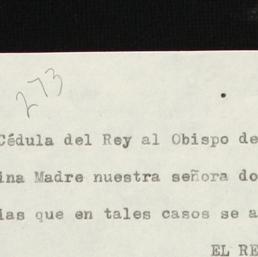 273
Cédula del Rey al Obispo de
ina Madre nuestra señora do
ias que en tales casos se a
EL RE